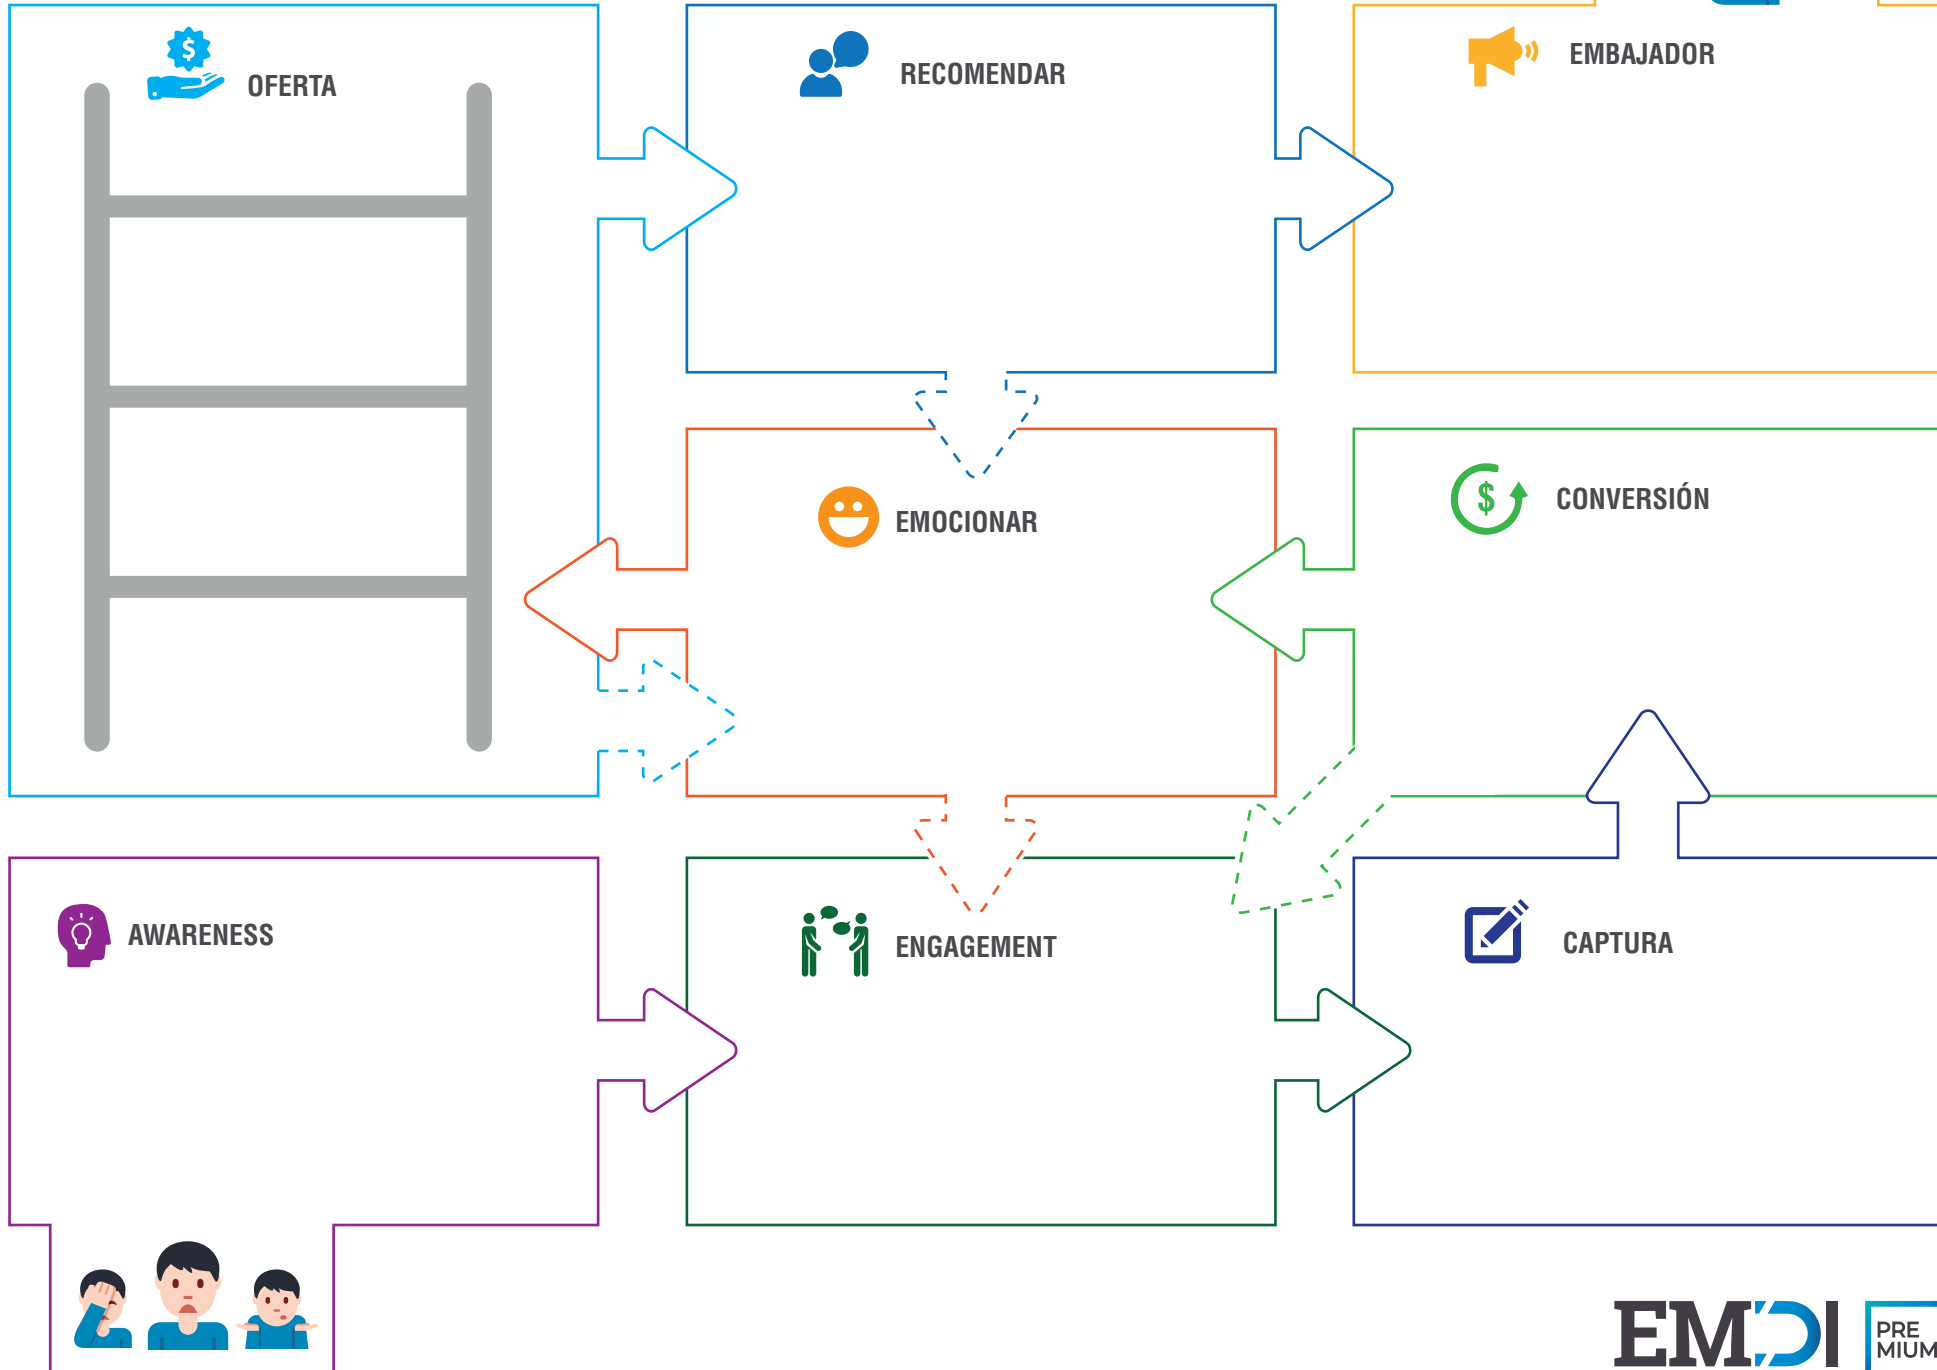 OFERTA
RECOMENDAR
EMBAJADOR
EMOCIONAR
CONVERSIÓN
AWARENESS
ENGAGEMENT
CAPTURA
EMDI
PRE
MIUM